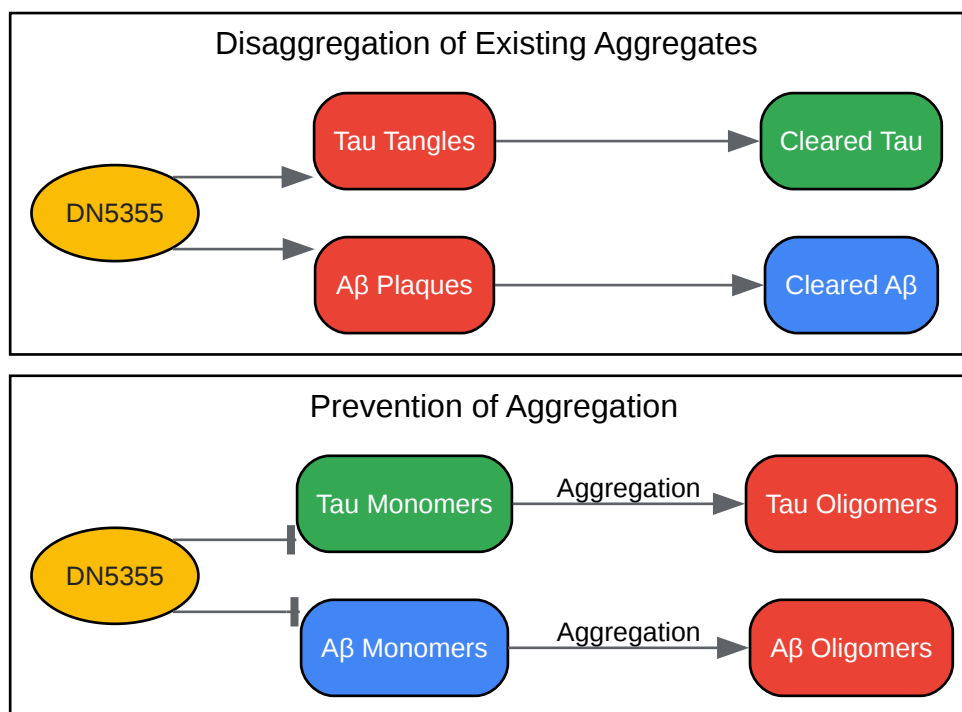 Disaggregation of Existing Aggregates
Tau Tangles
Cleared Tau
DN5355
Aβ Plaques
Cleared Aβ
Prevention of Aggregation
Tau Monomers
Aggregation
Tau Oligomers
DN5355
Aβ Monomers
Aggregation
Aβ Oligomers